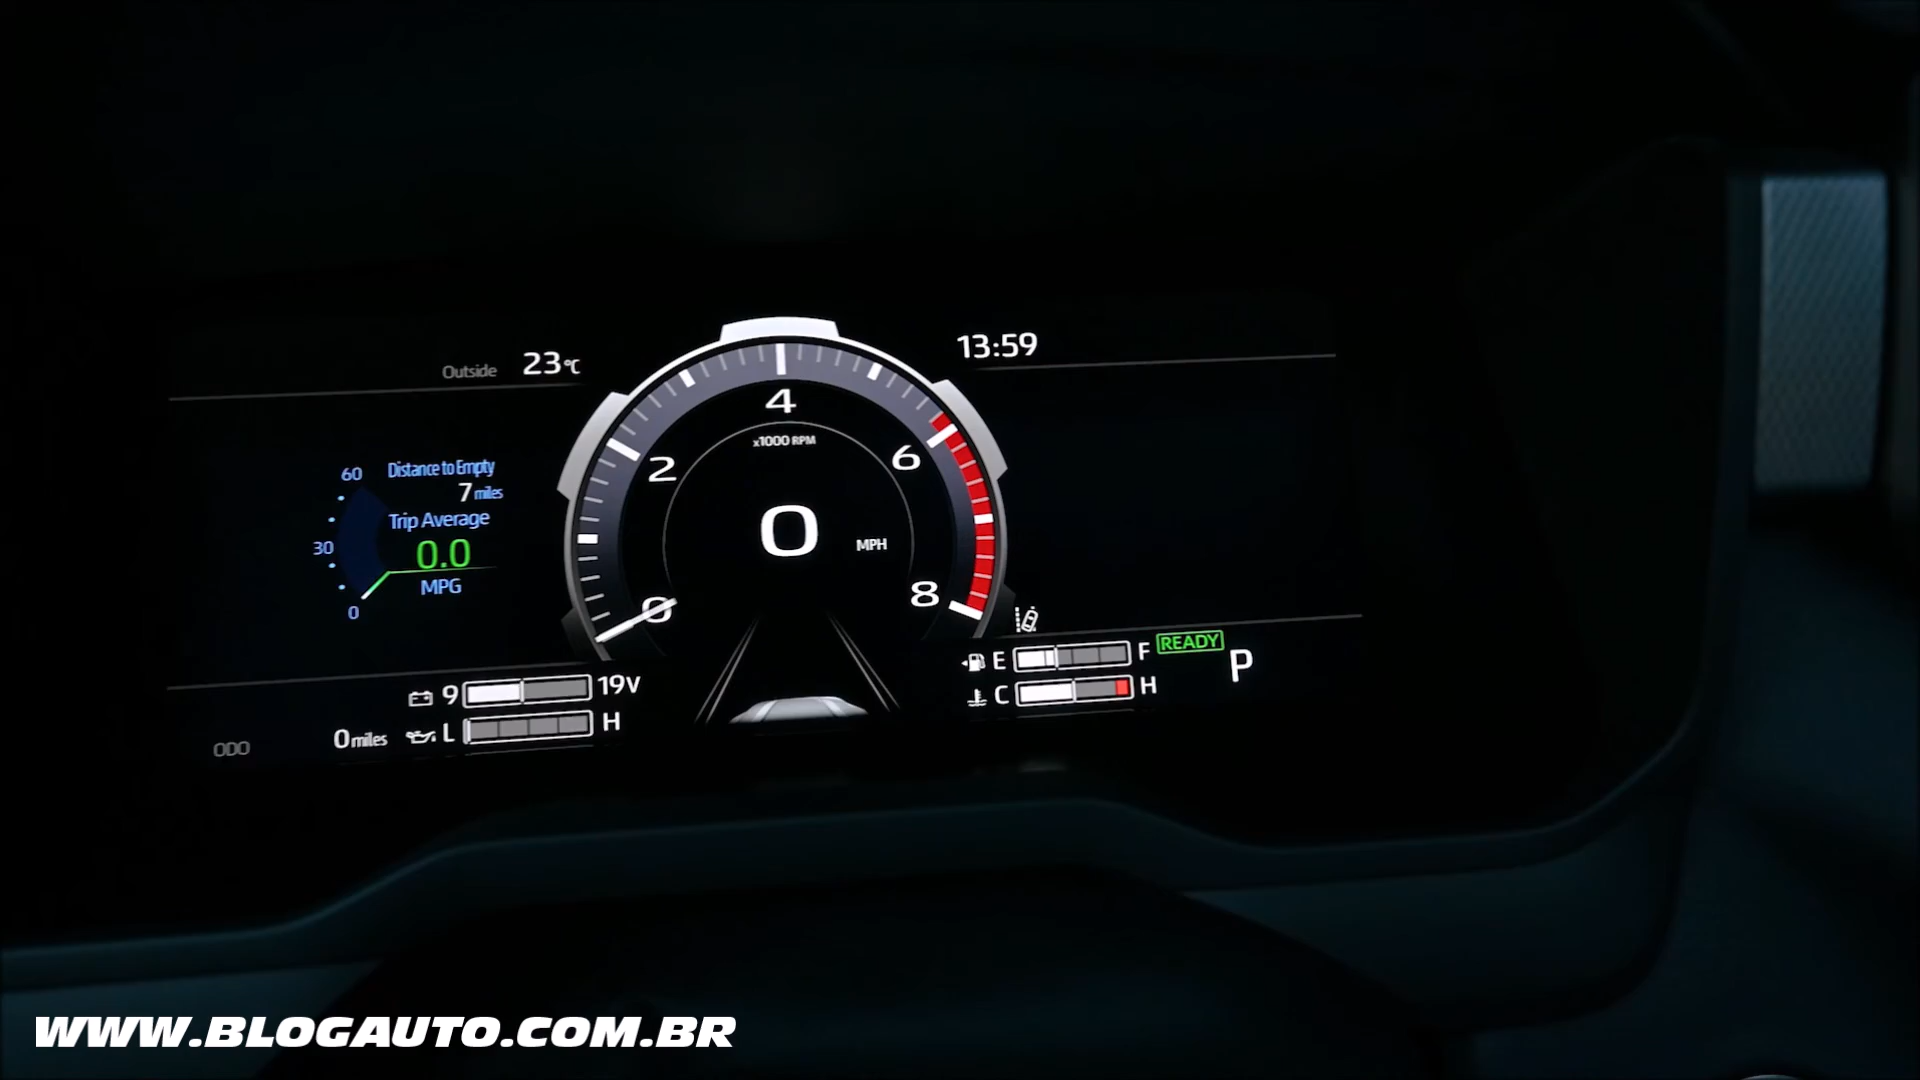 Outside 23°C
13:59
60
Distance to Empty
7 miles
Trip Average
30
0.0
MPG
0
0
2
4
6
8
x1000 RPM
0 MPH
E F READY
C H
P
9 19V
L H
ODO 0 miles
WWW.BLOGAUTO.COM.BR